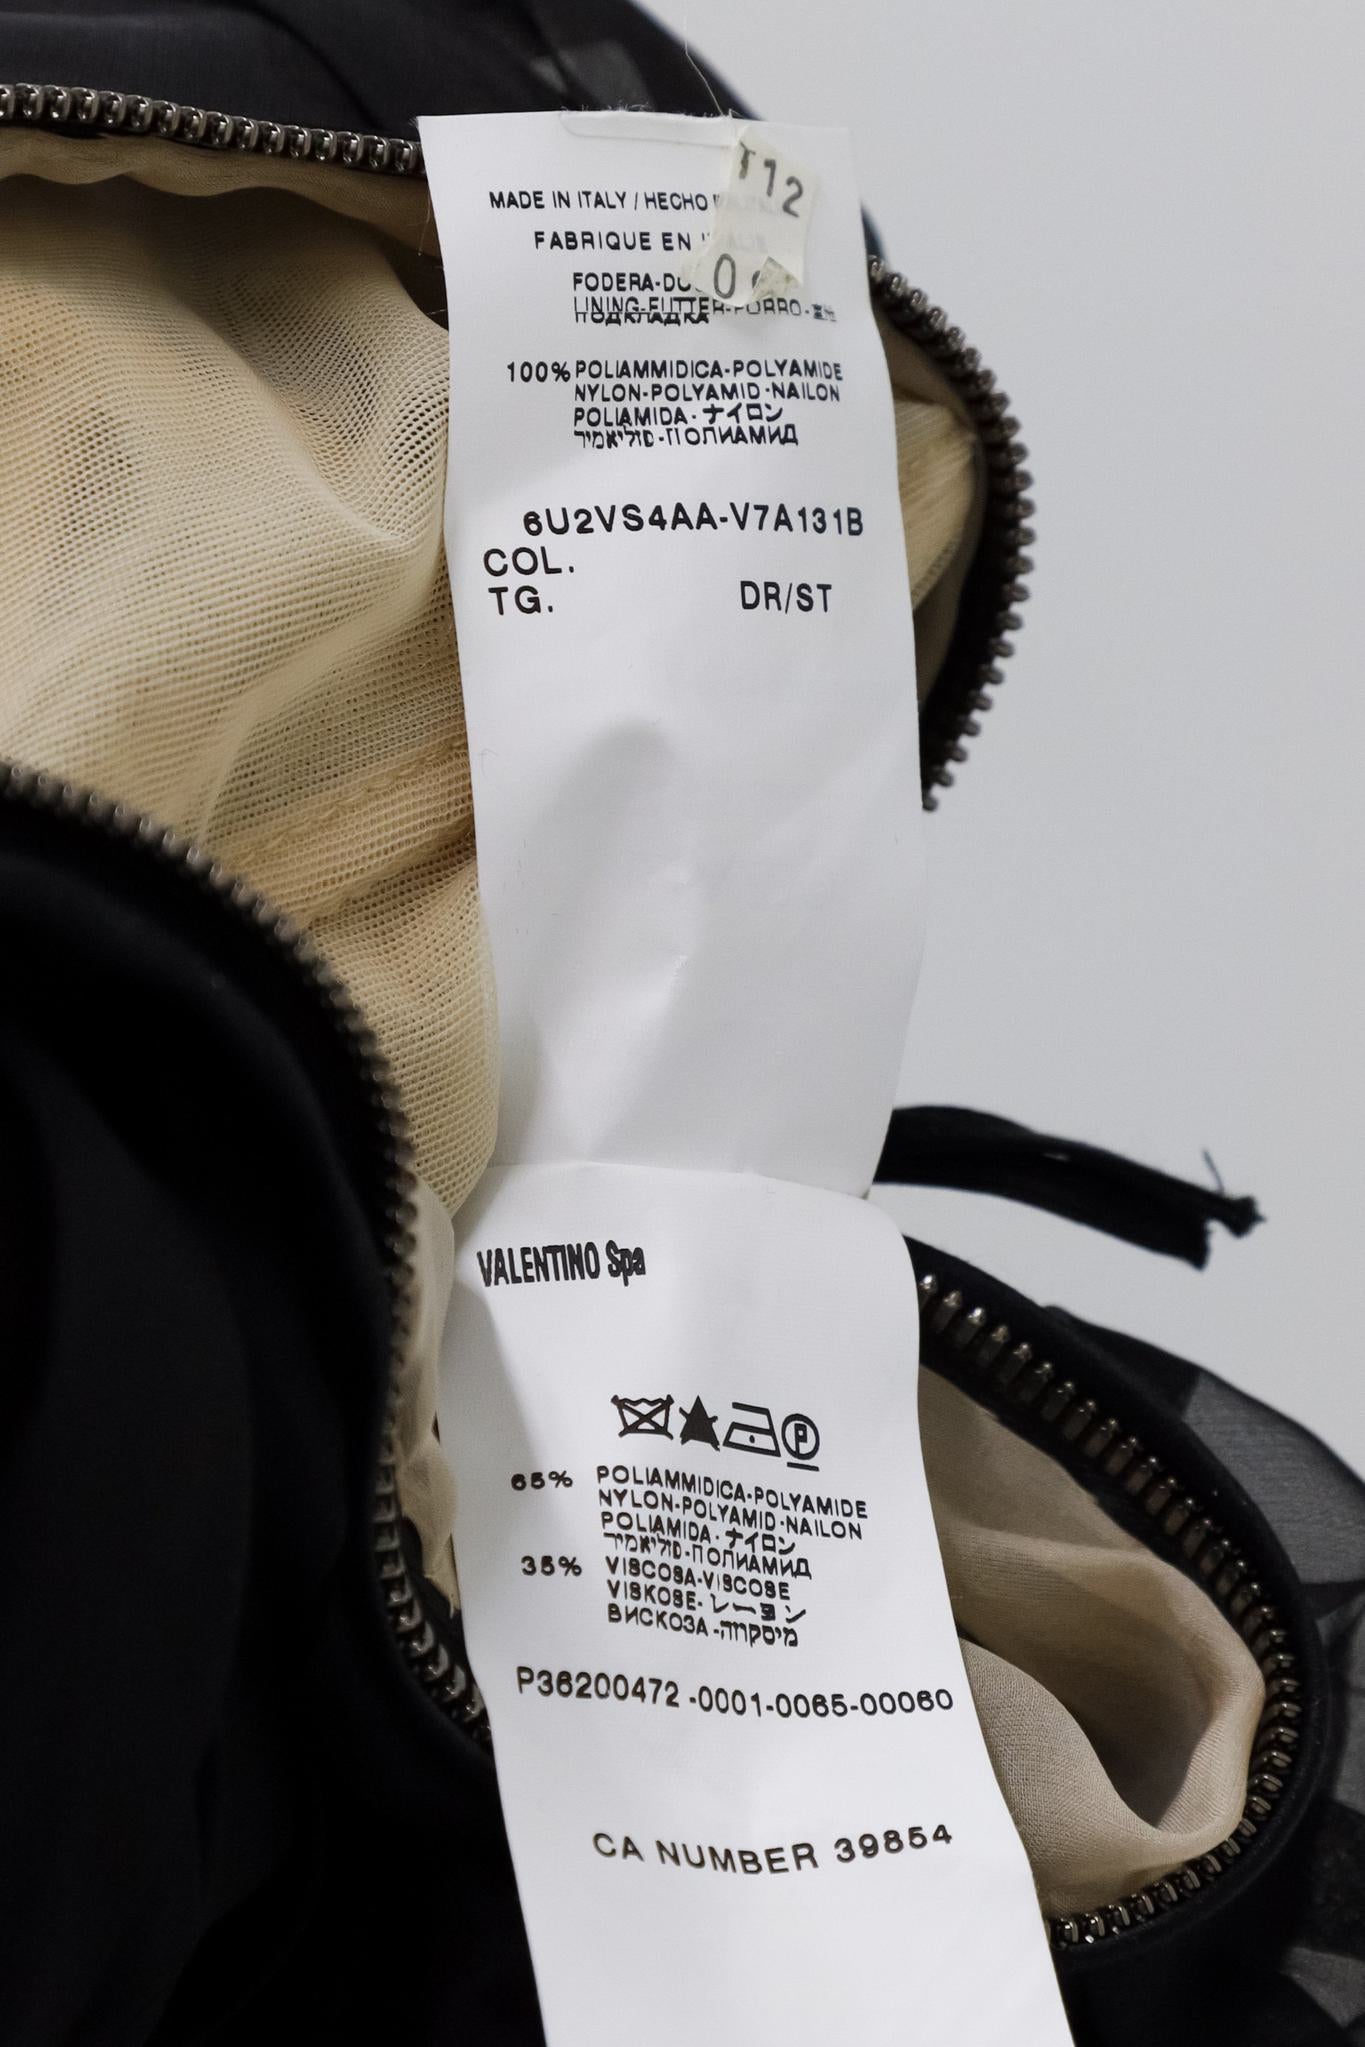 T12
MADE IN ITALY / HECHO
FABRIQUE EN
0
FODERA-
LINING-FUTTER-FORRO-
ПОДКЛАДКА
100% POLIAMMIDICA-POLYAMIDE
NYLON-POLYAMID-NAILON
POLIAMIDA-ナイロン
פוליאמיד-ПОЛИАМИД
6U2VS4AA-V7A131B
COL.
TG. DR/ST
VALENTINO Spa
P
65% POLIAMMIDICA-POLYAMIDE
NYLON-POLYAMID-NAILON
POLIAMIDA-ナイロン
פוליאמיד-ПОЛИАМИД
35% VISCOSA-VISCOSE
VISKOSE-レーヨン
ВИСКОЗА-
P36200472-0001-0065-00060
CA NUMBER 39854